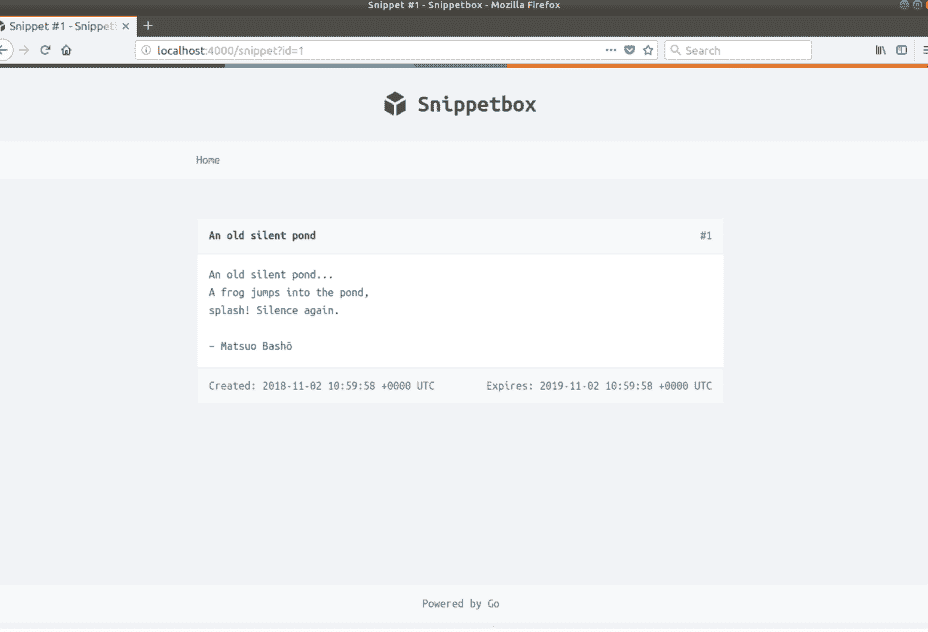 Snippet #1 - Snippetbox - Mozilla Firefox
Snippet #1 - Snippet
localhost:4000/snippet?id=1
Search
Snippetbox
Home
An old silent pond #1
An old silent pond...
A frog jumps into the pond,
splash! Silence again.
– Matsuo Bashō
Created: 2018-11-02 10:59:58 +0000 UTC Expires: 2019-11-02 10:59:58 +0000 UTC
Powered by Go